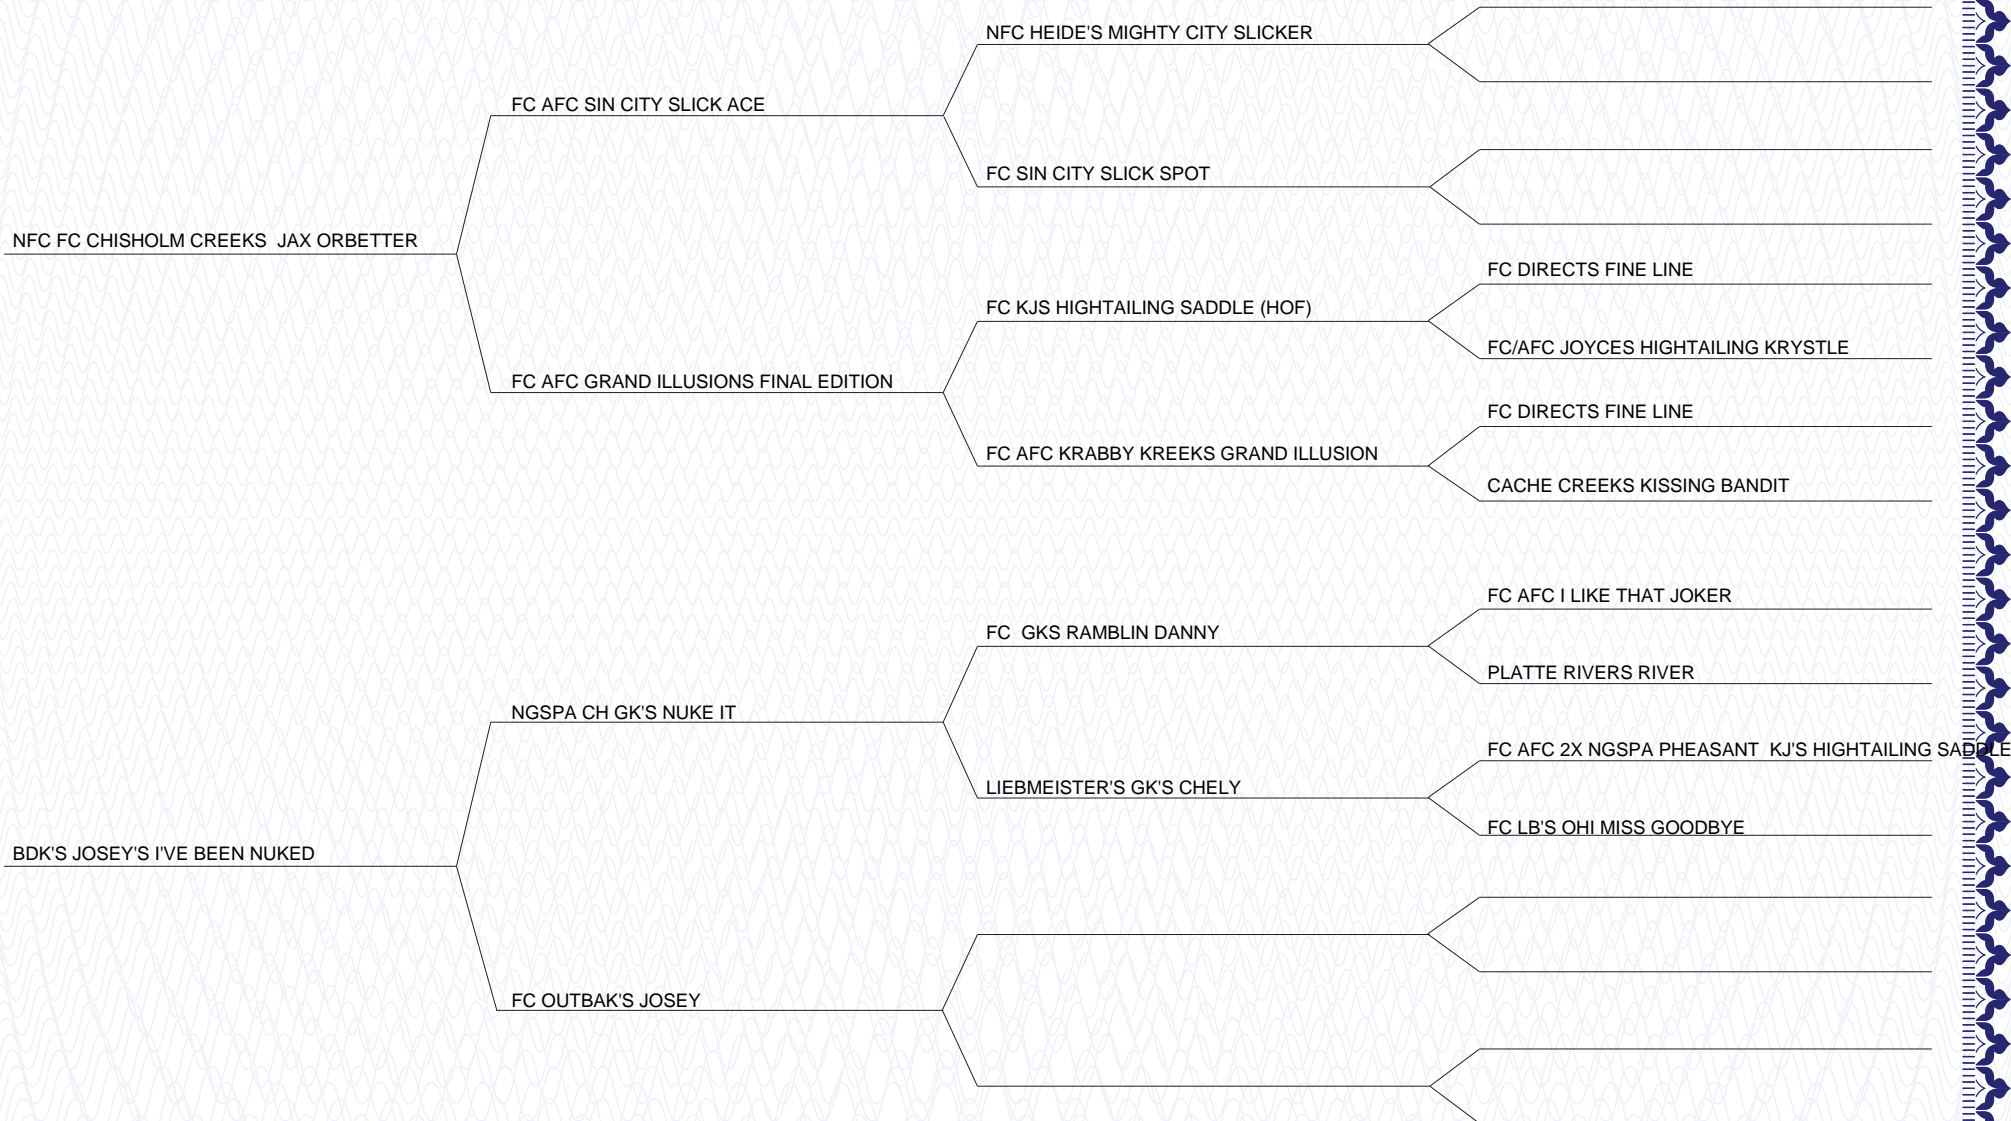 NFC HEIDE'S MIGHTY CITY SLICKER
FC AFC SIN CITY SLICK ACE
FC SIN CITY SLICK SPOT
NFC FC CHISHOLM CREEKS  JAX ORBETTER
FC DIRECTS FINE LINE
FC KJS HIGHTAILING SADDLE (HOF)
FC/AFC JOYCES HIGHTAILING KRYSTLE
FC AFC GRAND ILLUSIONS FINAL EDITION
FC DIRECTS FINE LINE
FC AFC KRABBY KREEKS GRAND ILLUSION
CACHE CREEKS KISSING BANDIT
FC AFC I LIKE THAT JOKER
FC  GKS RAMBLIN DANNY
PLATTE RIVERS RIVER
NGSPA CH GK'S NUKE IT
FC AFC 2X NGSPA PHEASANT  KJ'S HIGHTAILING SADDLE
LIEBMEISTER'S GK'S CHELY
FC LB'S OHI MISS GOODBYE
BDK'S JOSEY'S I'VE BEEN NUKED
FC OUTBAK'S JOSEY